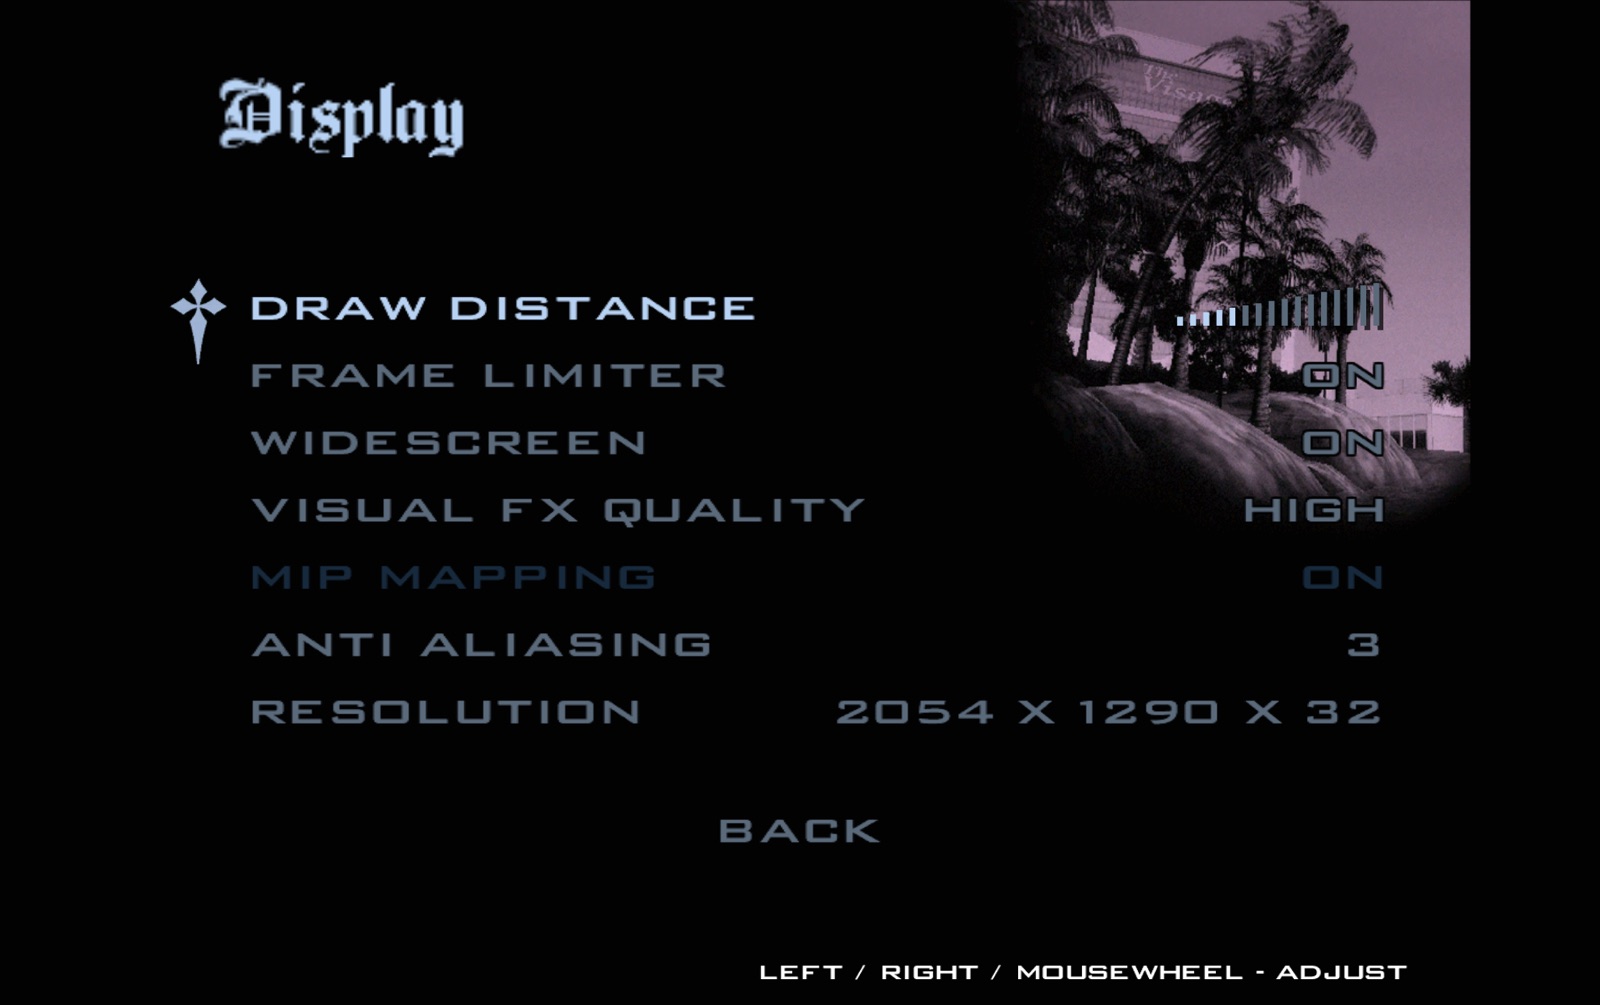 Display
The
DRAW DISTANCE
FRAME LIMITER ON
WIDESCREEN ON
VISUAL FX QUALITY HIGH
MIP MAPPING ON
ANTI ALIASING 3
RESOLUTION 2054 X 1290 X 32
BACK
LEFT / RIGHT / MOUSEWHEEL - ADJUST